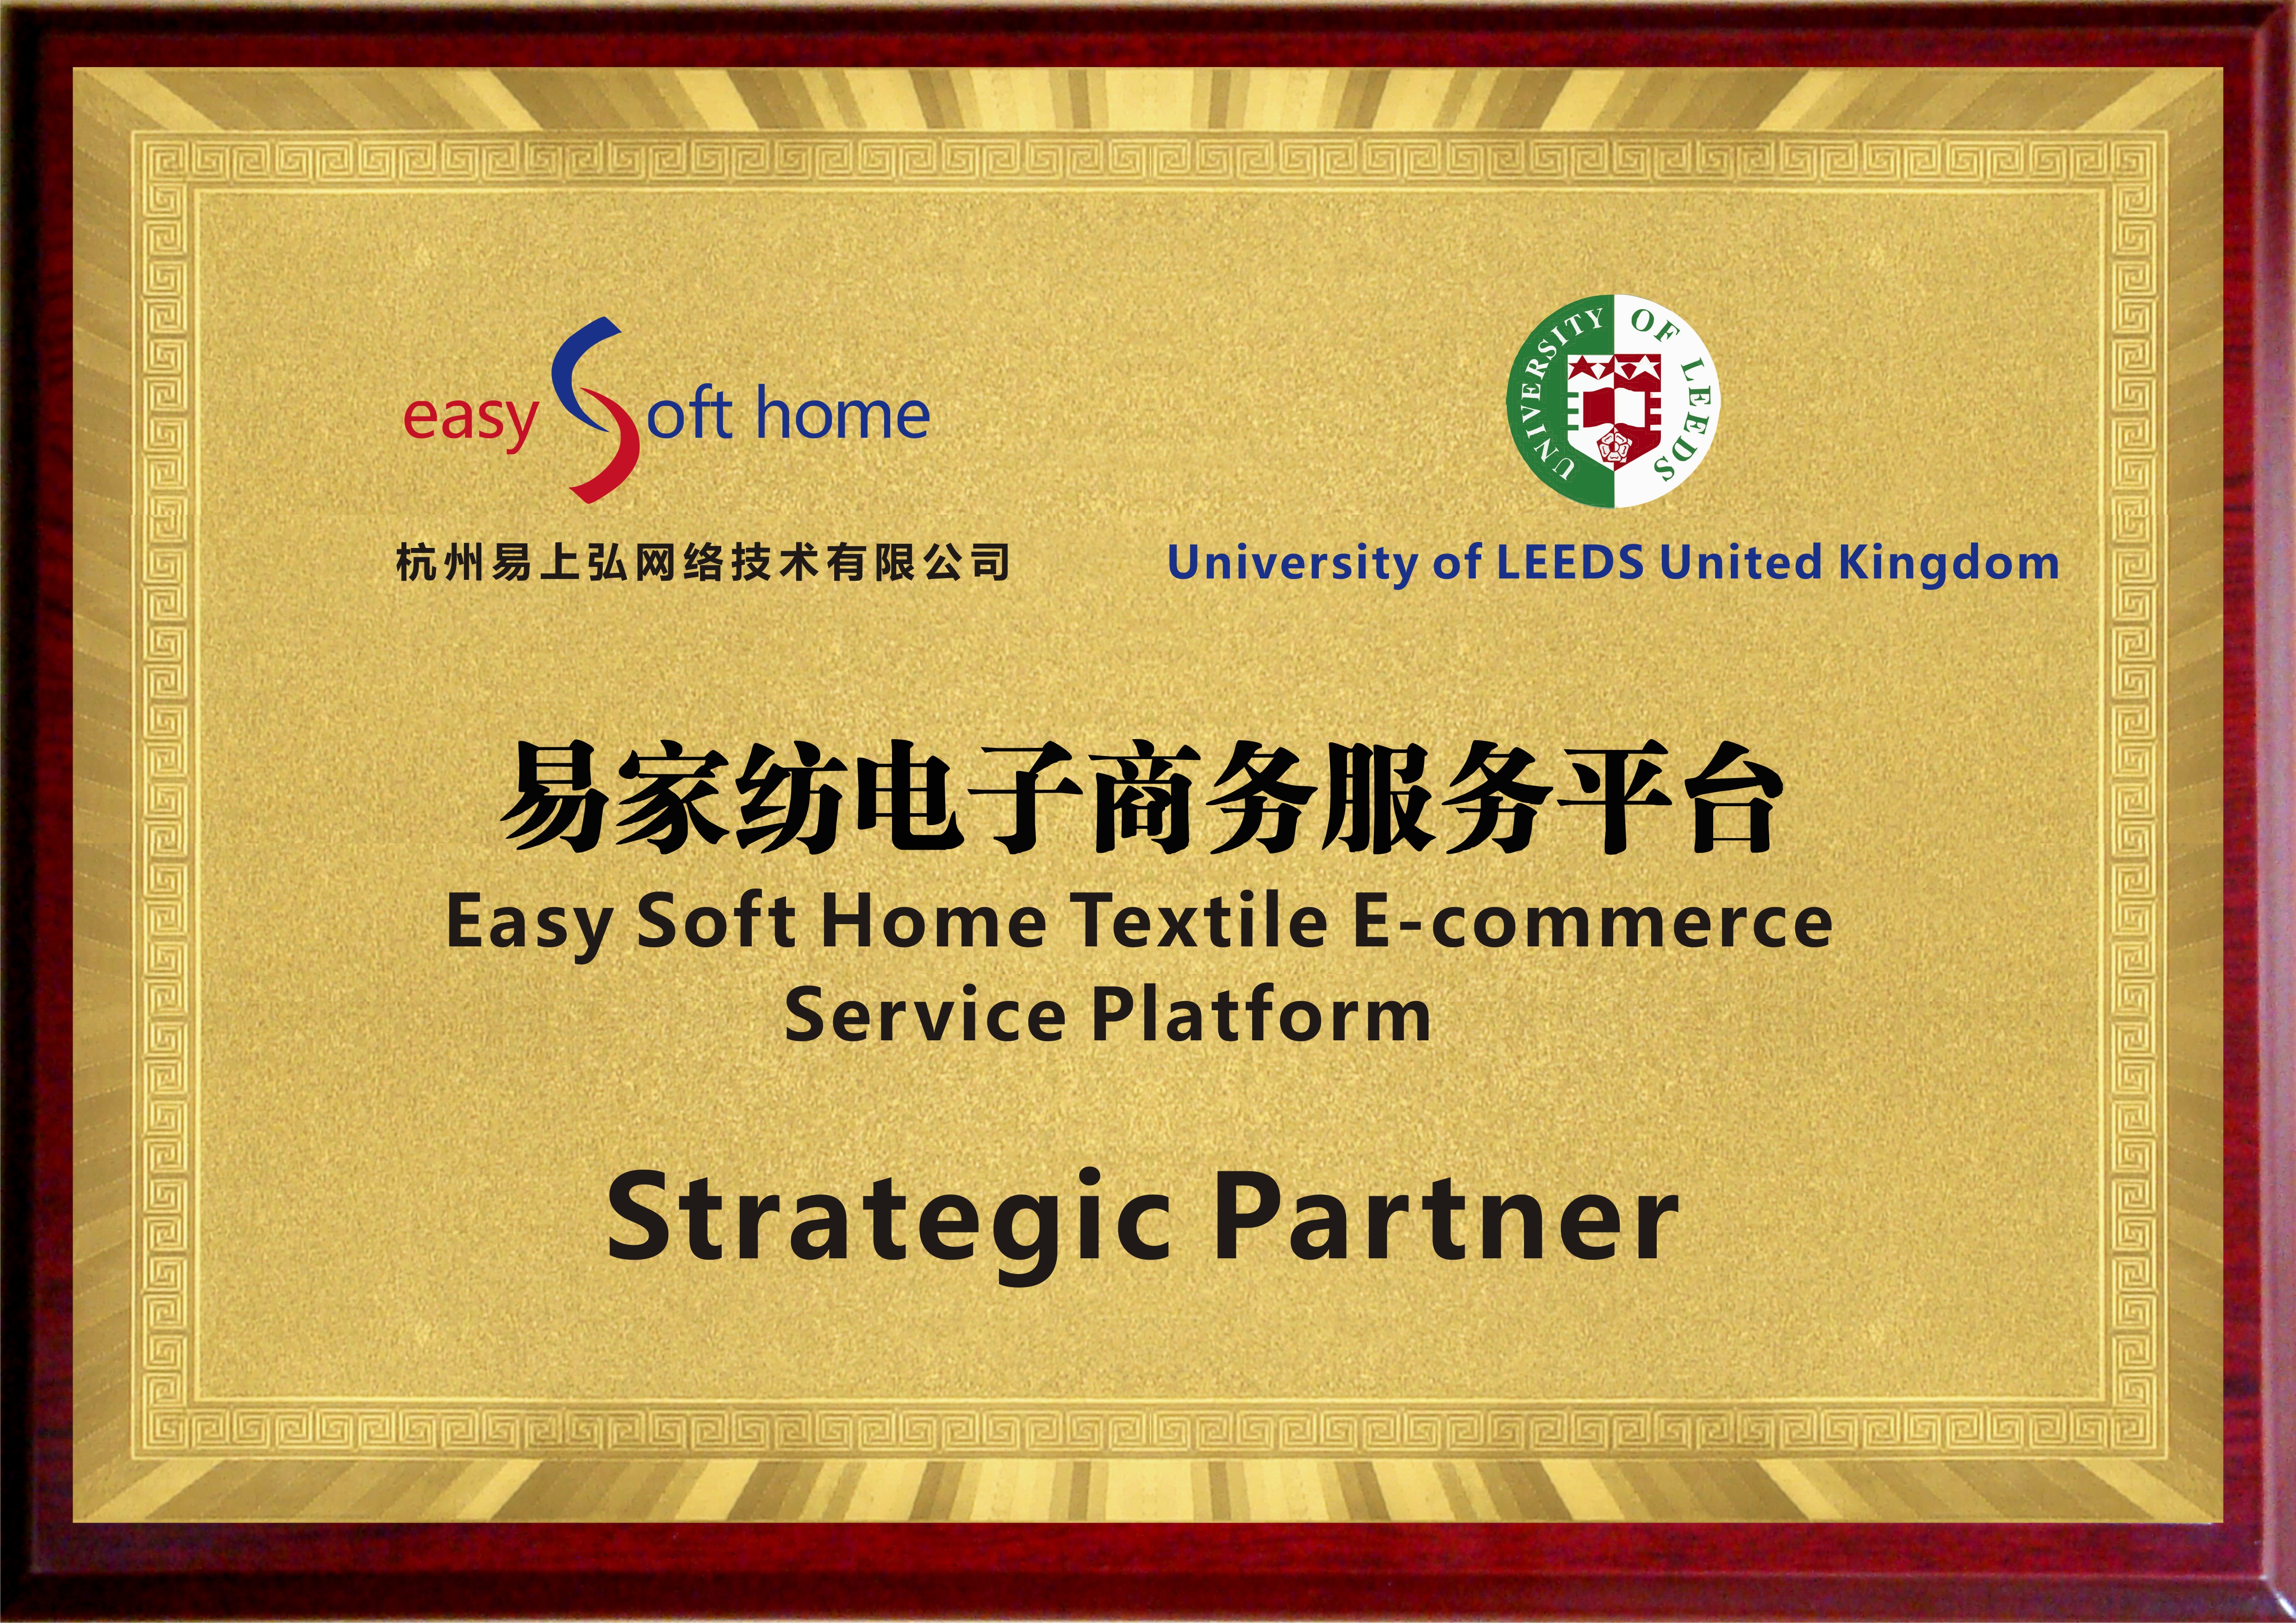 easy Soft home
UNIVERSITY OF LEEDS
杭州易上弘网络技术有限公司
University of LEEDS United Kingdom
易家纺电子商务服务平台
Easy Soft Home Textile E-commerce
Service Platform
Strategic Partner